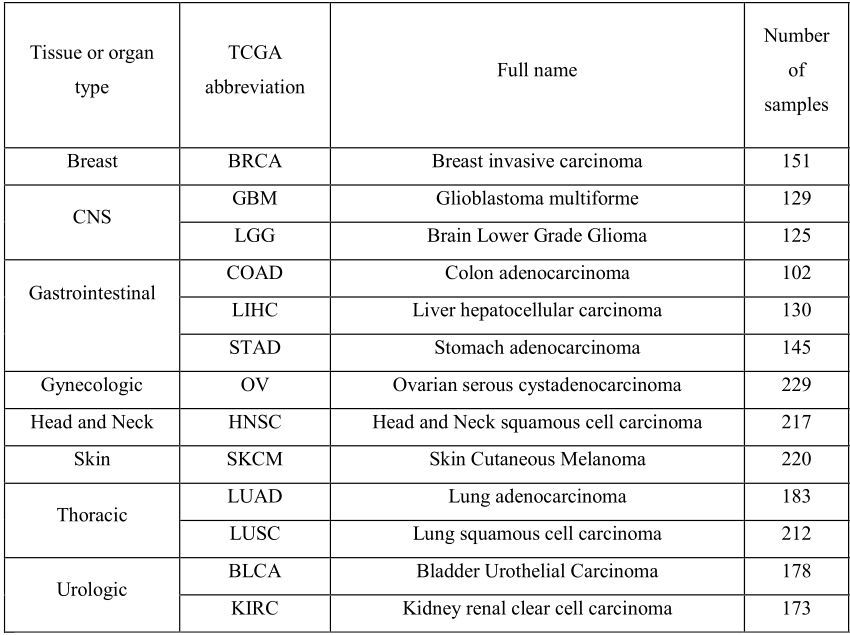 Tissue or organ
type
TCGA
abbreviation
Full name
Number
of
samples
Breast
BRCA
Breast invasive carcinoma
151
CNS
GBM
Glioblastoma multiforme
129
LGG
Brain Lower Grade Glioma
125
Gastrointestinal
COAD
Colon adenocarcinoma
102
LIHC
Liver hepatocellular carcinoma
130
STAD
Stomach adenocarcinoma
145
Gynecologic
OV
Ovarian serous cystadenocarcinoma
229
Head and Neck
HNSC
Head and Neck squamous cell carcinoma
217
Skin
SKCM
Skin Cutaneous Melanoma
220
Thoracic
LUAD
Lung adenocarcinoma
183
LUSC
Lung squamous cell carcinoma
212
Urologic
BLCA
Bladder Urothelial Carcinoma
178
KIRC
Kidney renal clear cell carcinoma
173